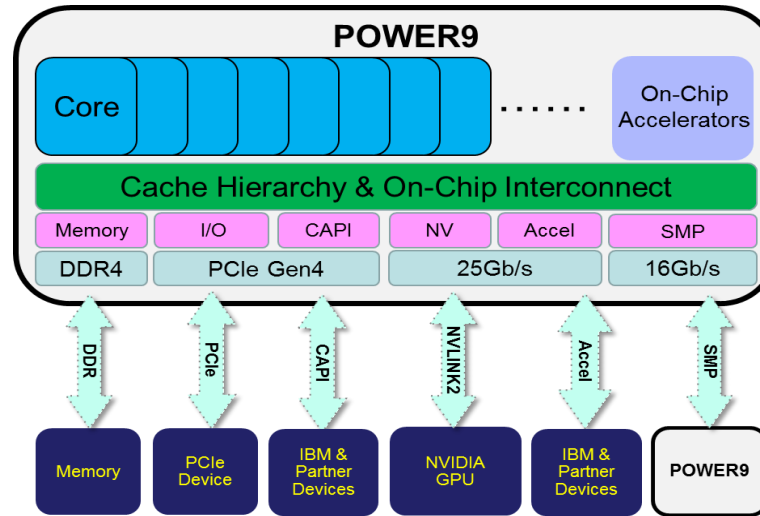 POWER9
Core
......
On-Chip
Accelerators
Cache Hierarchy & On-Chip Interconnect
Memory
I/O
CAPI
NV
Accel
SMP
DDR4
PCIe Gen4
25Gb/s
16Gb/s
DDR
PCIe
CAPI
NVLINK2
Accel
SMP
Memory
PCIe
Device
IBM &
Partner
Devices
NVIDIA
GPU
IBM &
Partner
Devices
POWER9